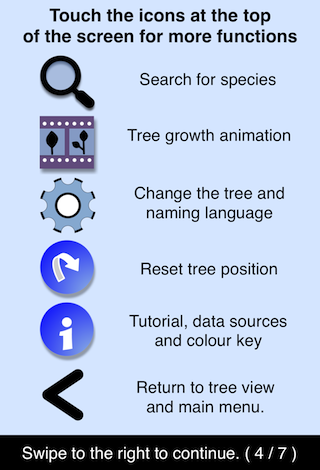 Touch the icons at the top
of the screen for more functions
Search for species
Tree growth animation
Change the tree and
naming language
Reset tree position
Tutorial, data sources
and colour key
Return to tree view
and main menu.
Swipe to the right to continue. ( 4 / 7 )